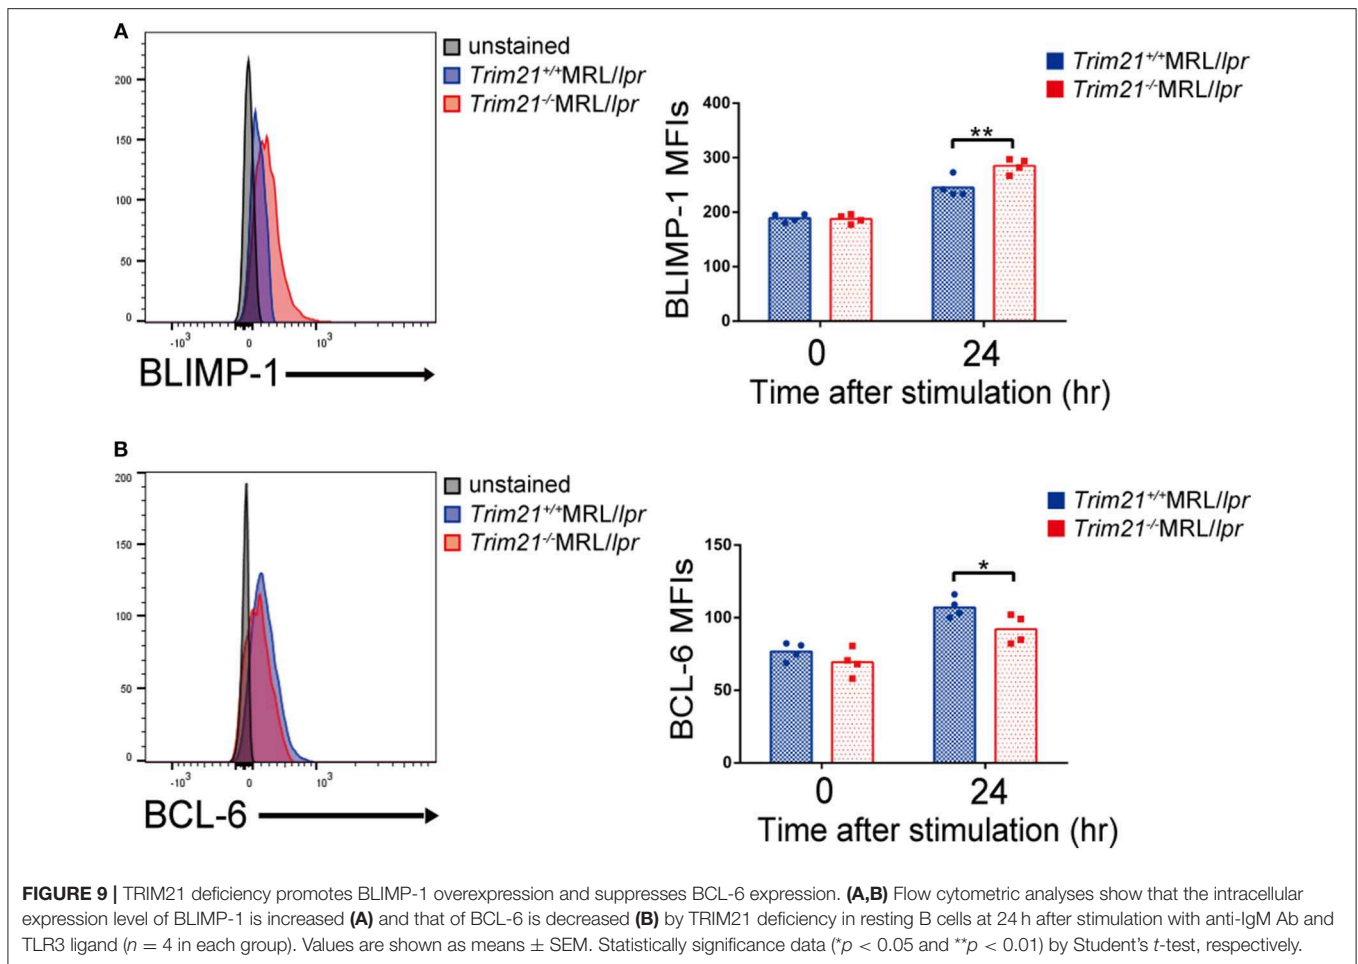 A
unstained
Trim21+/+MRL/lpr
Trim21-/-MRL/lpr
200
150
100
50
0
-10³ 0 10³
BLIMP-1
Trim21+/+MRL/lpr
Trim21-/-MRL/lpr
BLIMP-1 MFIs
400
300
200
100
0
**
0 24
Time after stimulation (hr)
B
unstained
Trim21+/+MRL/lpr
Trim21-/-MRL/lpr
200
150
100
50
0
-10³ 0 10³
BCL-6
Trim21+/+MRL/lpr
Trim21-/-MRL/lpr
BCL-6 MFIs
150
100
50
0
*
0 24
Time after stimulation (hr)
FIGURE 9 | TRIM21 deficiency promotes BLIMP-1 overexpression and suppresses BCL-6 expression. (A,B) Flow cytometric analyses show that the intracellular
expression level of BLIMP-1 is increased (A) and that of BCL-6 is decreased (B) by TRIM21 deficiency in resting B cells at 24 h after stimulation with anti-IgM Ab and
TLR3 ligand (n = 4 in each group). Values are shown as means ± SEM. Statistically significance data (*p < 0.05 and **p < 0.01) by Student's t-test, respectively.